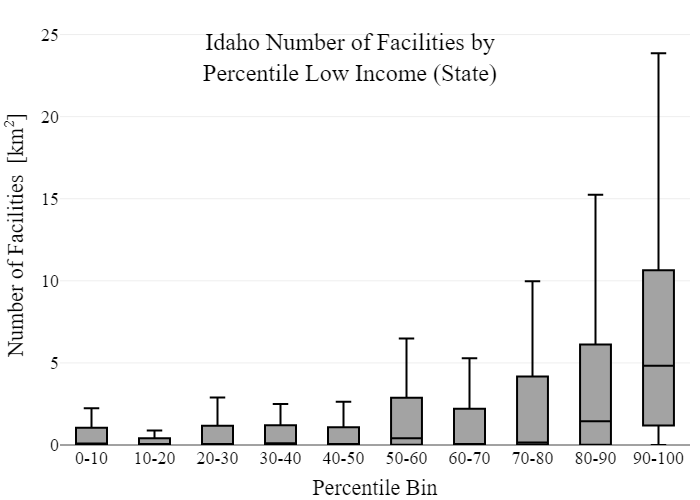 Idaho Number of Facilities by
Percentile Low Income (State)
Number of Facilities [km²]
25
20
15
10
5
0
0-10 10-20 20-30 30-40 40-50 50-60 60-70 70-80 80-90 90-100
Percentile Bin